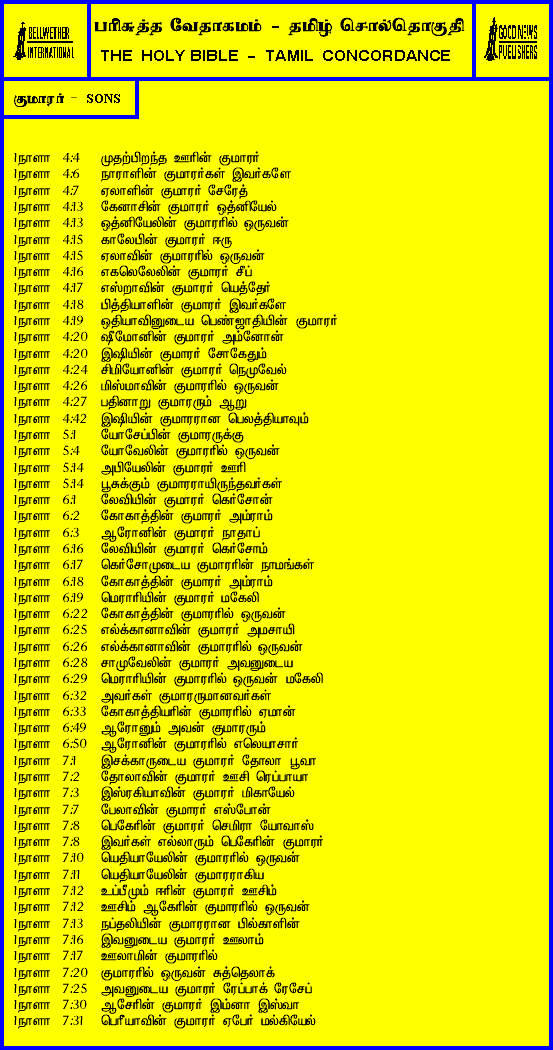 BELLWETHER
INTERNATIONAL
பரிசுத்த வேதாகமம் - தமிழ் சொல்தொகுதி
THE HOLY BIBLE - TAMIL CONCORDANCE
GOOD NEWS
PUBLISHERS
குமாரர் - SONS
1நாளா 4:4 முதற்பிறந்த ஊரின் குமாரர்
1நாளா 4:6 நாராளின் குமாரர்கள் இவர்களே
1நாளா 4:7 ஏலாளின் குமாரர் சேரேத்
1நாளா 4:13 கேனாசின் குமாரர் ஒத்னியேல்
1நாளா 4:13 ஒத்னியேலின் குமாரரில் ஒருவன்
1நாளா 4:15 காலேபின் குமாரர் ஈரு
1நாளா 4:15 ஏலாவின் குமாரரில் ஒருவன்
1நாளா 4:16 எகலெலேலின் குமாரர் சீப்
1நாளா 4:17 எஸ்றாவின் குமாரர் யெத்தேர்
1நாளா 4:18 பித்தியாளின் குமாரர் இவர்களே
1நாளா 4:19 ஒதியாவினுடைய பெண்ஜாதியின் குமாரர்
1நாளா 4:20 ஷீமோனின் குமாரர் அம்னோன்
1நாளா 4:20 இஷியின் குமாரர் சோகேதும்
1நாளா 4:24 சிமியோனின் குமாரர் நெமுவேல்
1நாளா 4:26 மிஸ்மாவின் குமாரரில் ஒருவன்
1நாளா 4:27 பதினாறு குமாரரும் ஆறு
1நாளா 4:42 இஷியின் குமாரரான பெலத்தியாவும்
1நாளா 5:1 யோசேப்பின் குமாரருக்கு
1நாளா 5:4 யோவேலின் குமாரரில் ஒருவன்
1நாளா 5:14 அபியேலின் குமாரர் ஊரி
1நாளா 5:14 பூசுக்கும் குமாரராயிருந்தவர்கள்
1நாளா 6:1 லேவியின் குமாரர் கெர்சோன்
1நாளா 6:2 கோகாத்தின் குமாரர் அம்ராம்
1நாளா 6:3 ஆரோனின் குமாரர் நாதாப்
1நாளா 6:16 லேவியின் குமாரர் கெர்சோம்
1நாளா 6:17 கெர்சோமுடைய குமாரரின் நாமங்கள்
1நாளா 6:18 கோகாத்தின் குமாரர் அம்ராம்
1நாளா 6:19 மெராரியின் குமாரர் மகேலி
1நாளா 6:22 கோகாத்தின் குமாரரில் ஒருவன்
1நாளா 6:25 எல்க்கானாவின் குமாரர் அமசாயி
1நாளா 6:26 எல்க்கானாவின் குமாரரில் ஒருவன்
1நாளா 6:28 சாமுவேலின் குமாரர் அவனுடைய
1நாளா 6:29 மெராரியின் குமாரரில் ஒருவன் மகேலி
1நாளா 6:32 அவர்கள் குமாரருமானவர்கள்
1நாளா 6:33 கோகாத்தியரின் குமாரரில் ஏமான்
1நாளா 6:49 ஆரோனும் அவன் குமாரரும்
1நாளா 6:50 ஆரோனின் குமாரரில் எலெயாசார்
1நாளா 7:1 இசக்காருடைய குமாரர் தோலா பூவா
1நாளா 7:2 தோலாவின் குமாரர் ஊசி ரெப்பாயா
1நாளா 7:3 இஸ்ரகியாவின் குமாரர் மிகாயேல்
1நாளா 7:7 பேலாவின் குமாரர் எஸ்போன்
1நாளா 7:8 பெகேரின் குமாரர் செமிரா யோவாஸ்
1நாளா 7:8 இவர்கள் எல்லாரும் பெகேரின் குமாரர்
1நாளா 7:10 யெதியாயேலின் குமாரரில் ஒருவன்
1நாளா 7:11 யெதியாயேலின் குமாரராகிய
1நாளா 7:12 உப்பீமும் ஈரின் குமாரர் ஊசிம்
1நாளா 7:12 ஊசிம் ஆகேரின் குமாரரில் ஒருவன்
1நாளா 7:13 நப்தலியின் குமாரரான பில்காளின்
1நாளா 7:16 இவனுடைய குமாரர் ஊலாம்
1நாளா 7:17 ஊலாமின் குமாரரில்
1நாளா 7:20 குமாரரில் ஒருவன் சுத்தெலாக்
1நாளா 7:25 அவனுடைய குமாரர் ரேப்பாக் ரேசேப்
1நாளா 7:30 ஆசேரின் குமாரர் இம்னா இஸ்வா
1நாளா 7:31 பெரீயாவின் குமாரர் ஏபேர் மல்கியேல்